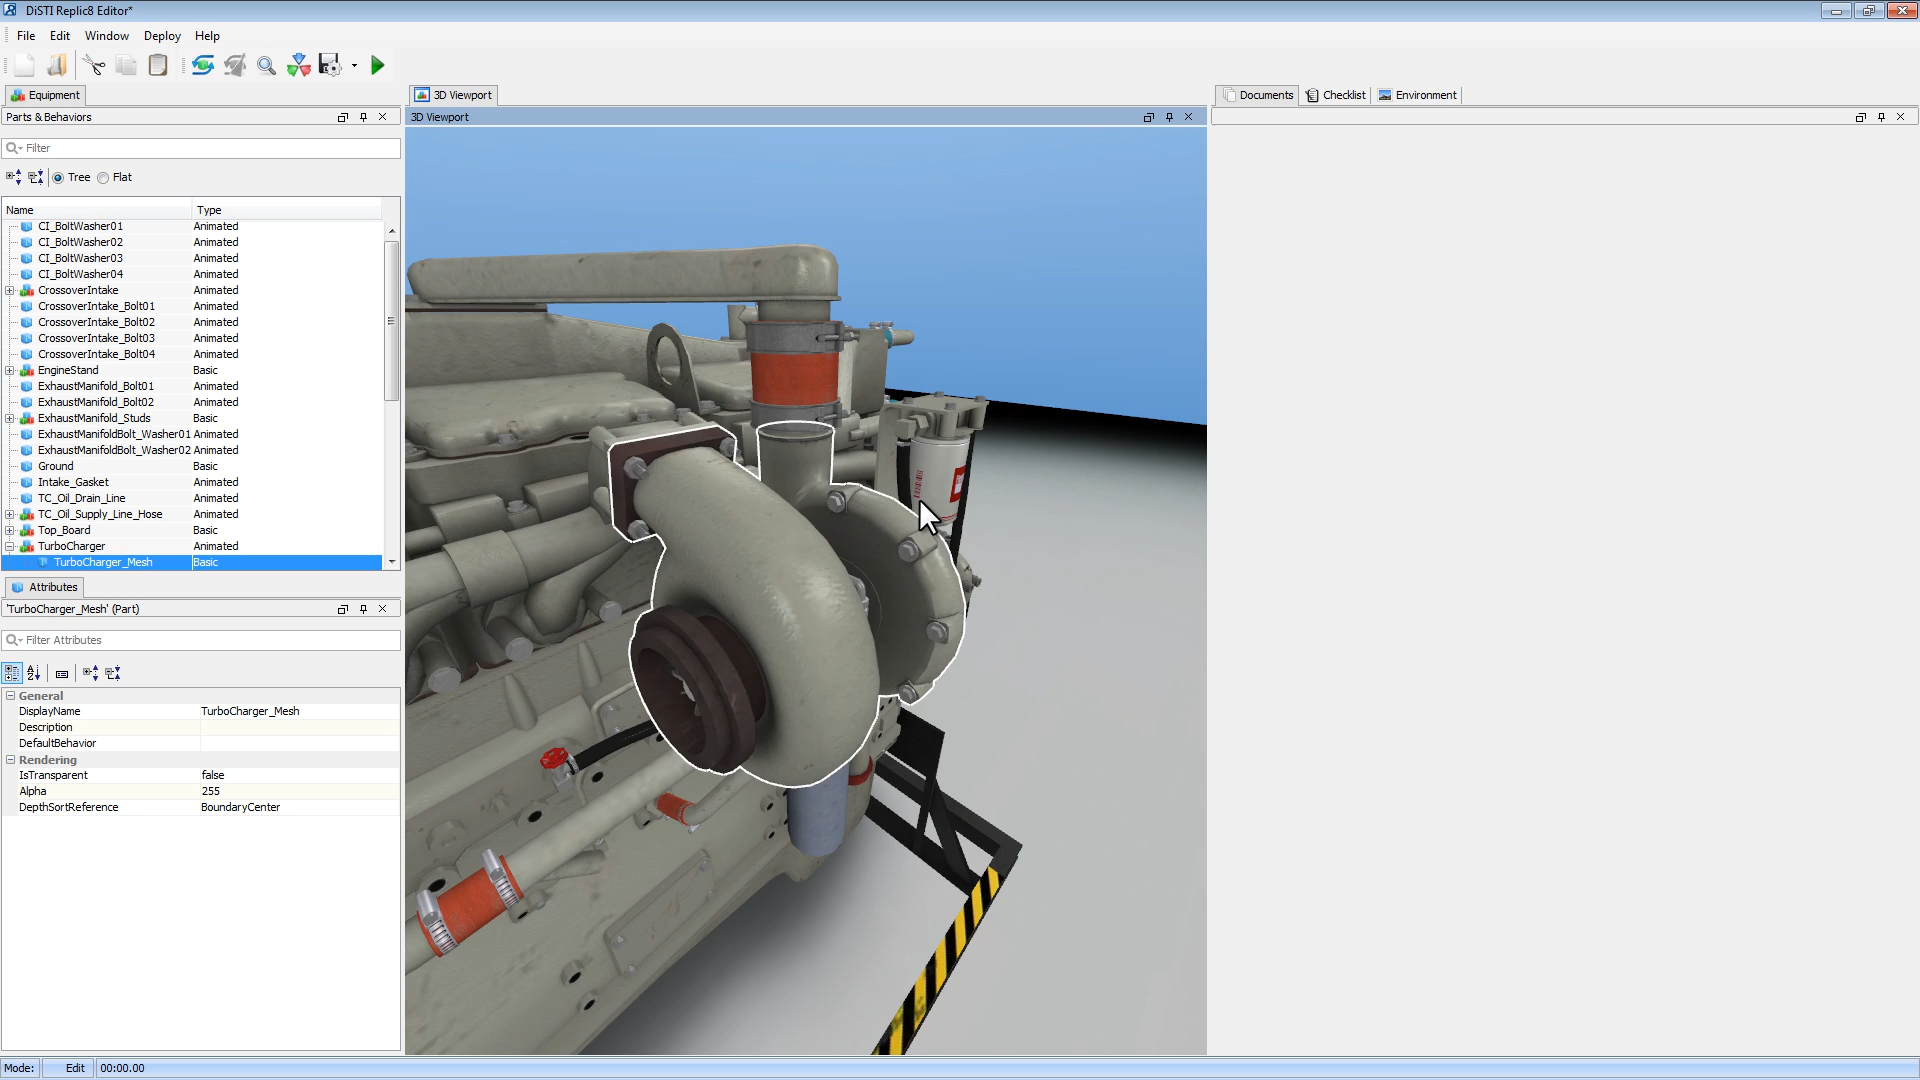 DiSTI Replic8 Editor*
File Edit Window Deploy Help
Equipment
Parts & Behaviors
Filter
Tree Flat
Name Type
CI_BoltWasher01 Animated
CI_BoltWasher02 Animated
CI_BoltWasher03 Animated
CI_BoltWasher04 Animated
CrossoverIntake Animated
CrossoverIntake_Bolt01 Animated
CrossoverIntake_Bolt02 Animated
CrossoverIntake_Bolt03 Animated
CrossoverIntake_Bolt04 Animated
EngineStand Basic
ExhaustManifold_Bolt01 Animated
ExhaustManifold_Bolt02 Animated
ExhaustManifold_Studs Basic
ExhaustManifoldBolt_Washer01 Animated
ExhaustManifoldBolt_Washer02 Animated
Ground Basic
Intake_Gasket Animated
TC_Oil_Drain_Line Animated
TC_Oil_Supply_Line_Hose Animated
Top_Board Basic
TurboCharger Animated
TurboCharger_Mesh Basic
Attributes
'TurboCharger_Mesh' (Part)
Filter Attributes
General
DisplayName TurboCharger_Mesh
Description
DefaultBehavior
Rendering
IsTransparent false
Alpha 255
DepthSortReference BoundaryCenter
3D Viewport
3D Viewport
Documents Checklist Environment
Mode: Edit 00:00.00